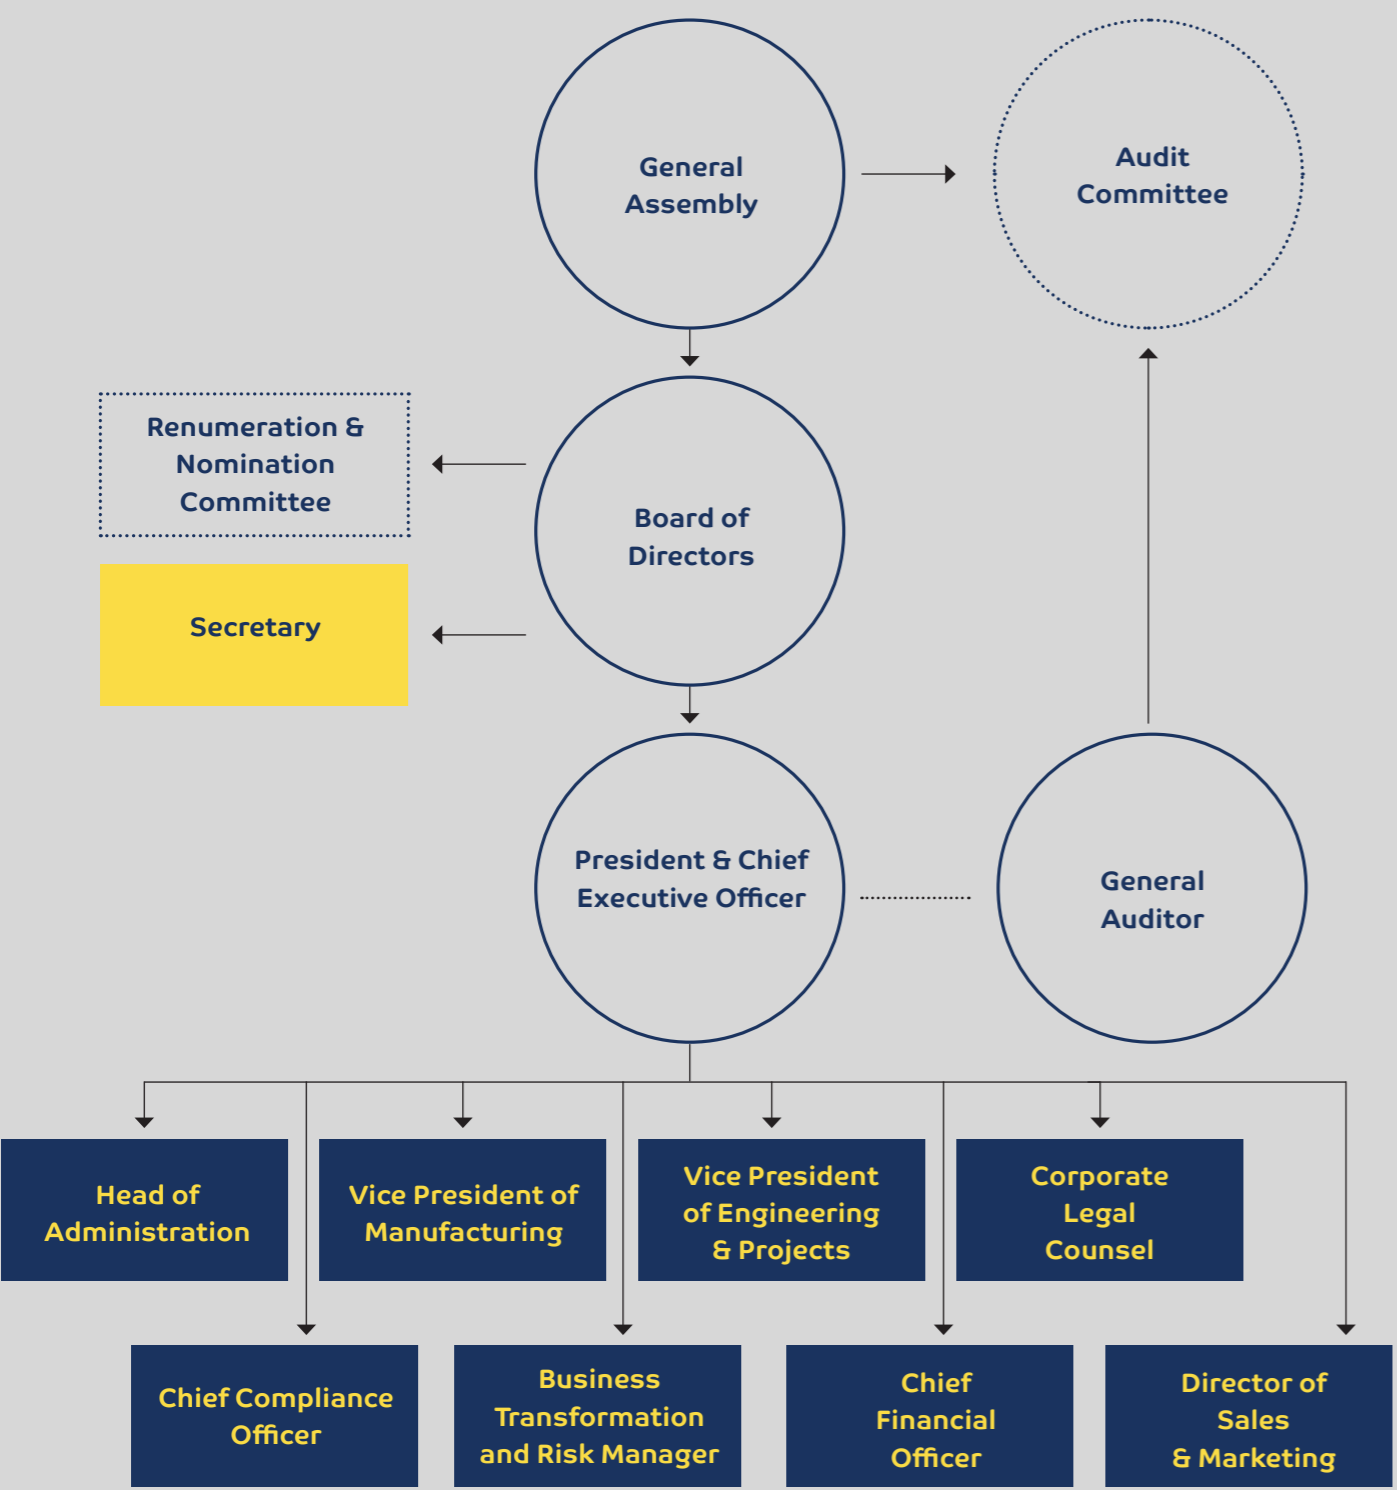 General
Assembly
Audit
Committee
Renumeration &
Nomination
Committee
Board of
Directors
Secretary
President & Chief
Executive Officer
General
Auditor
Head of
Administration
Vice President of
Manufacturing
Vice President
of Engineering
& Projects
Corporate
Legal
Counsel
Chief Compliance
Officer
Business
Transformation
and Risk Manager
Chief
Financial
Officer
Director of
Sales
& Marketing